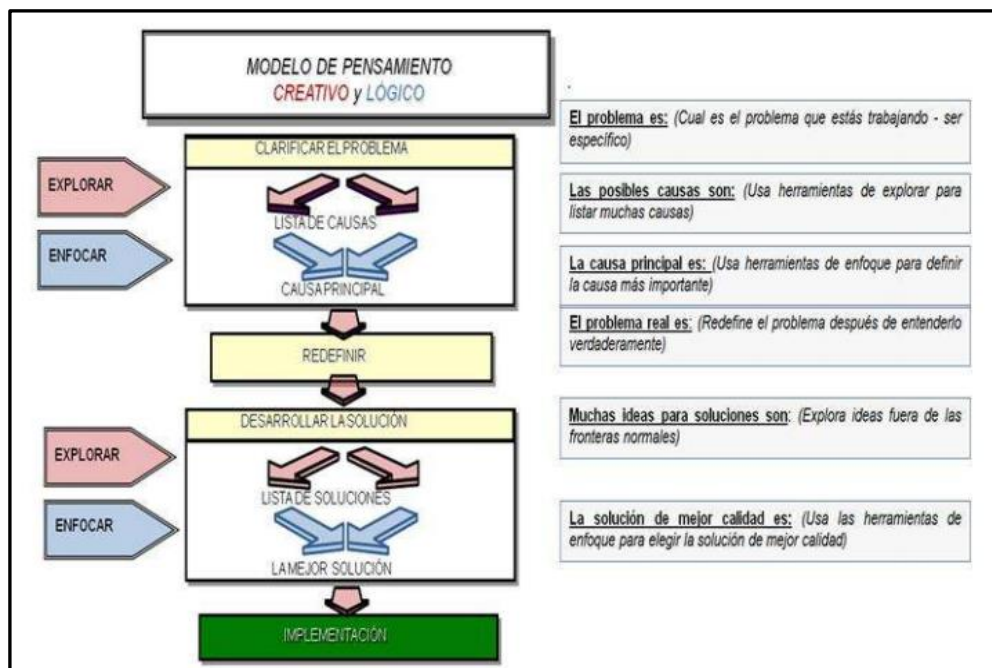 MODELO DE PENSAMIENTO
CREATIVO y LÓGICO
CLARIFICAR EL PROBLEMA
EXPLORAR
LISTA DE CAUSAS
ENFOCAR
CAUSA PRINCIPAL
REDEFINIR
DESARROLLAR LA SOLUCIÓN
EXPLORAR
LISTA DE SOLUCIONES
ENFOCAR
LA MEJOR SOLUCIÓN
IMPLEMENTACIÓN
El problema es: (Cual es el problema que estás trabajando - ser
específico)
Las posibles causas son: (Usa herramientas de explorar para
listar muchas causas)
La causa principal es: (Usa herramientas de enfoque para definir
la causa más importante)
El problema real es: (Redefine el problema después de entenderlo
verdaderamente)
Muchas ideas para soluciones son: (Explora ideas fuera de las
fronteras normales)
La solución de mejor calidad es: (Usa las herramientas de
enfoque para elegir la solución de mejor calidad)